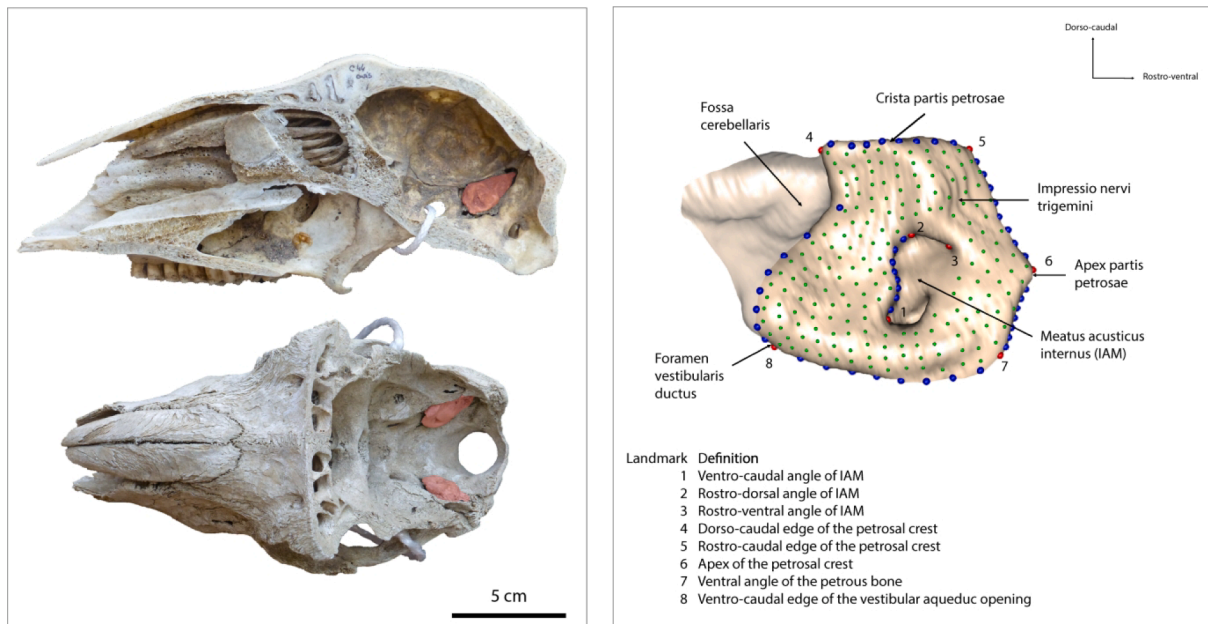 5 cm
Dorso-caudal
Rostro-ventral
Crista partis petrosae
Fossa
cerebellaris
4
5
Impressio nervi
trigemini
2
3
6
Apex partis
petrosae
1
Meatus acusticus
internus (IAM)
Foramen
vestibularis
ductus
8
7
Landmark Definition
1 Ventro-caudal angle of IAM
2 Rostro-dorsal angle of IAM
3 Rostro-ventral angle of IAM
4 Dorso-caudal edge of the petrosal crest
5 Rostro-caudal edge of the petrosal crest
6 Apex of the petrosal crest
7 Ventral angle of the petrous bone
8 Ventro-caudal edge of the vestibular aqueduc opening